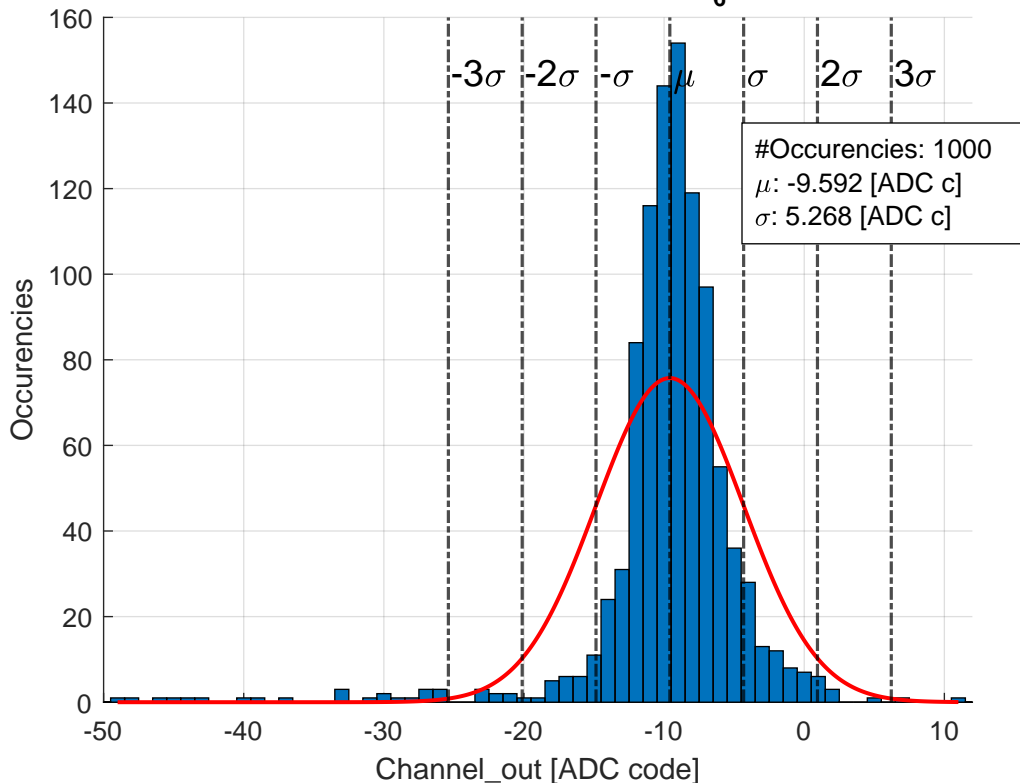 160
140
120
100
80
60
40
20
0
-50
-40
-30
-20
-10
0
10
Occurencies
Channel_out [ADC code]
-3σ
-2σ
-σ
μ
σ
2σ
3σ
#Occurencies: 1000
μ: -9.592 [ADC c]
σ: 5.268 [ADC c]